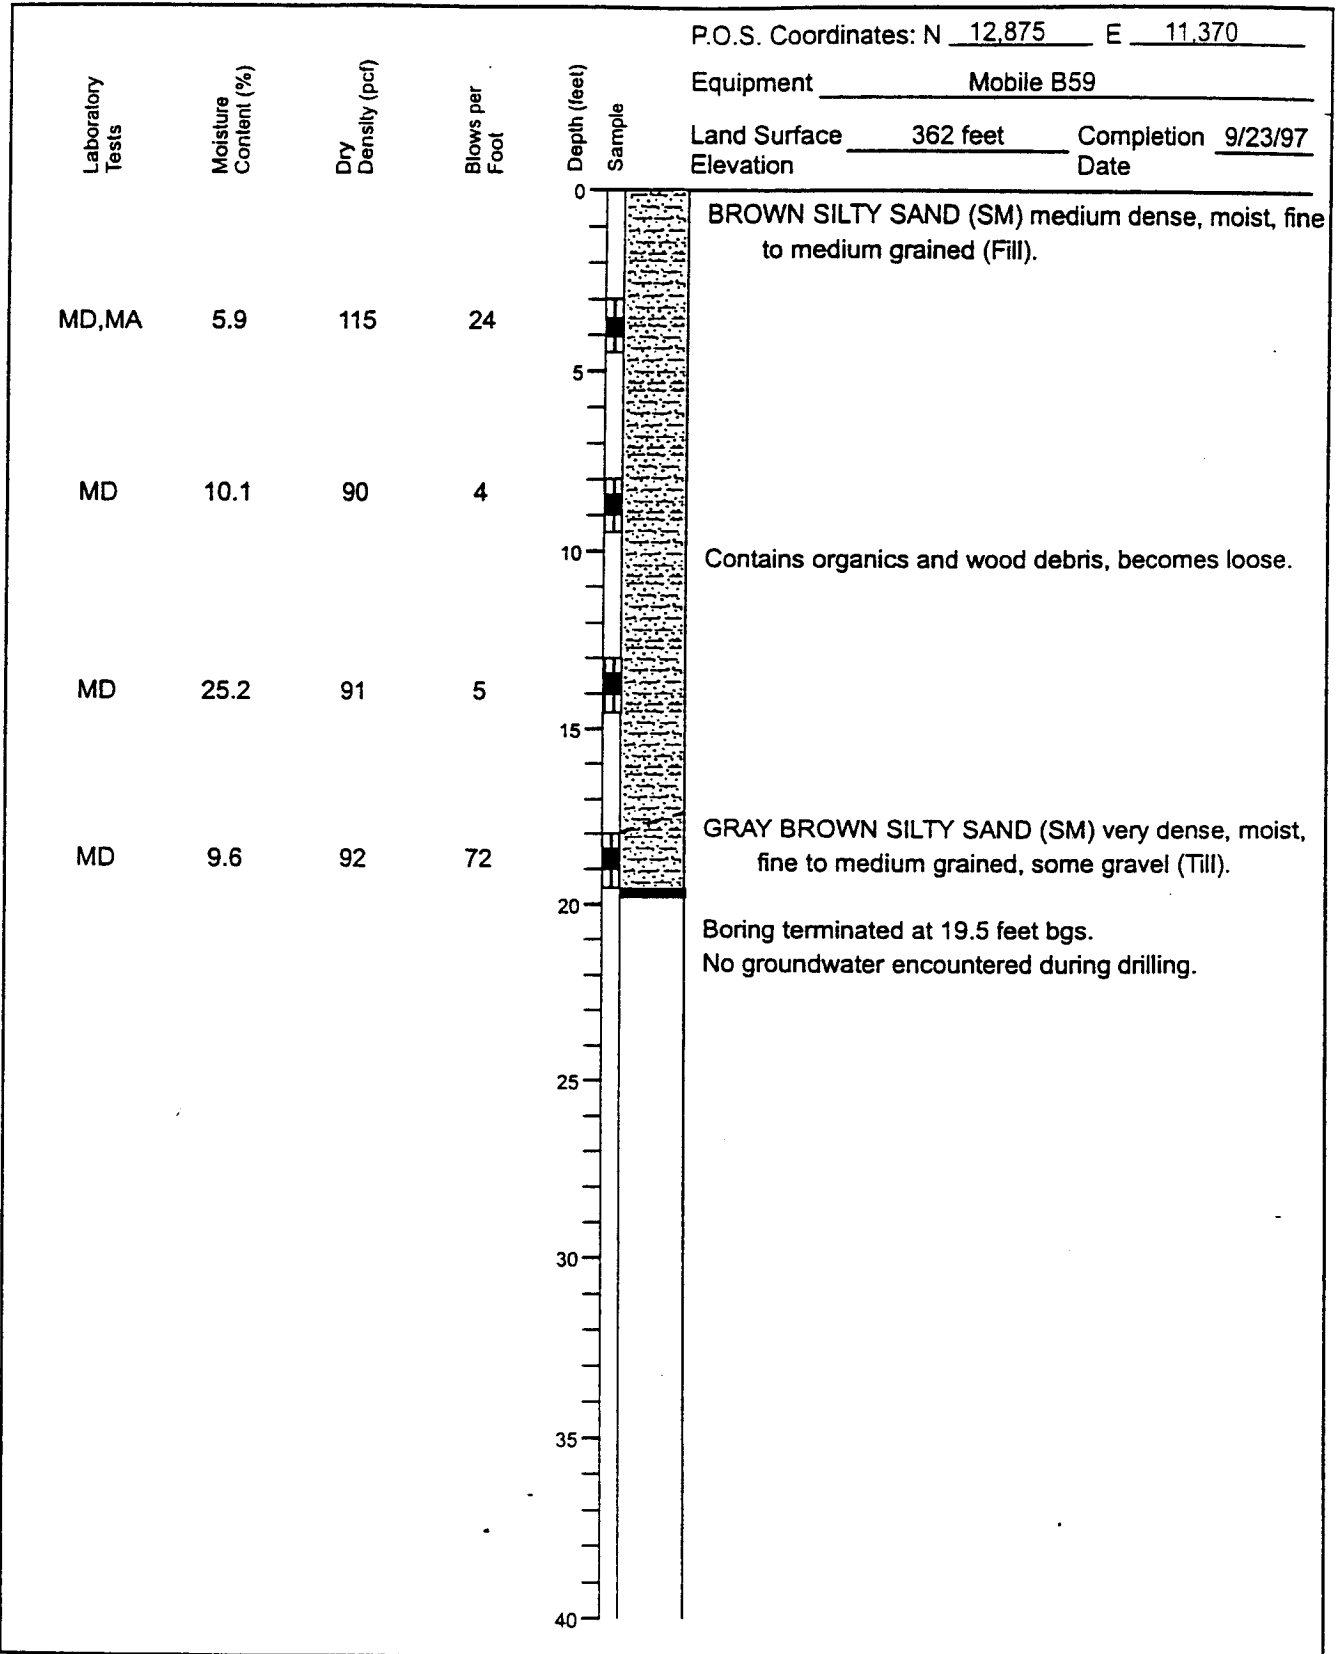 P.O.S. Coordinates: N 12,875 E 11,370
Equipment Mobile B59
Land Surface Elevation 362 feet Completion Date 9/23/97
Laboratory Tests
Moisture Content (%)
Dry Density (pcf)
Blows per Foot
Depth (feet)
Sample
0
BROWN SILTY SAND (SM) medium dense, moist, fine
to medium grained (Fill).
MD,MA 5.9 115 24
5
MD 10.1 90 4
10
Contains organics and wood debris, becomes loose.
MD 25.2 91 5
15
GRAY BROWN SILTY SAND (SM) very dense, moist,
fine to medium grained, some gravel (Till).
MD 9.6 92 72
20
Boring terminated at 19.5 feet bgs.
No groundwater encountered during drilling.
25
30
35
40